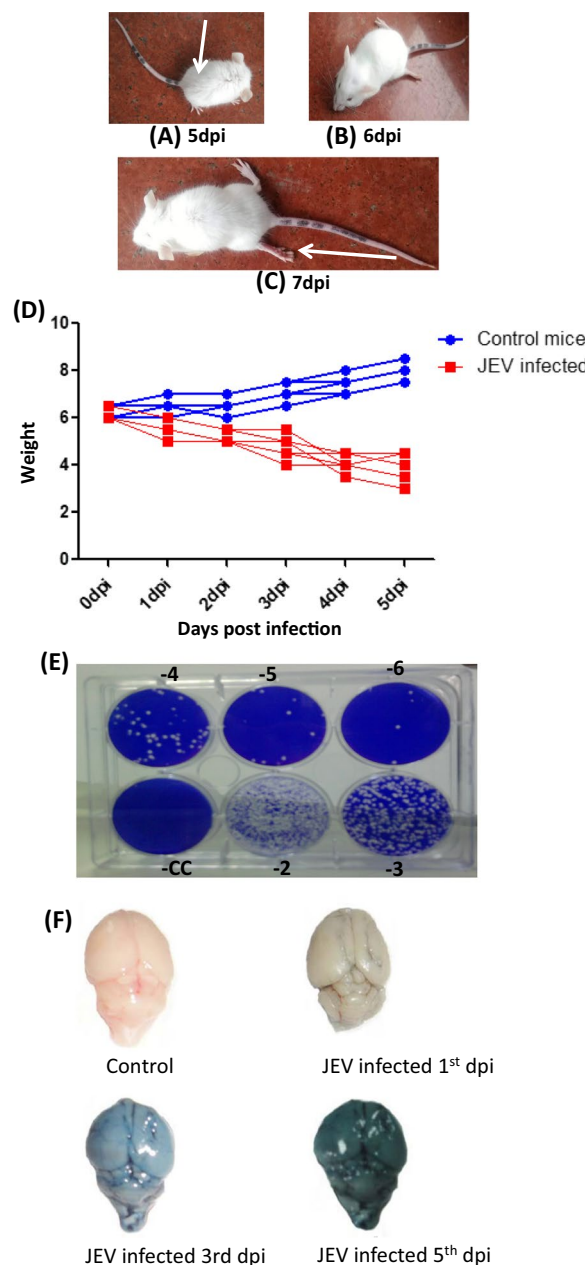 (A) 5dpi
(B) 6dpi
(C) 7dpi
(D)
10
8
6
4
2
0
Weight
Control mice
JEV infected
0dpi
1dpi
2dpi
3dpi
4dpi
5dpi
Days post infection
(E)
-4
-5
-6
-CC
-2
-3
(F)
Control
JEV infected 1st dpi
JEV infected 3rd dpi
JEV infected 5th dpi